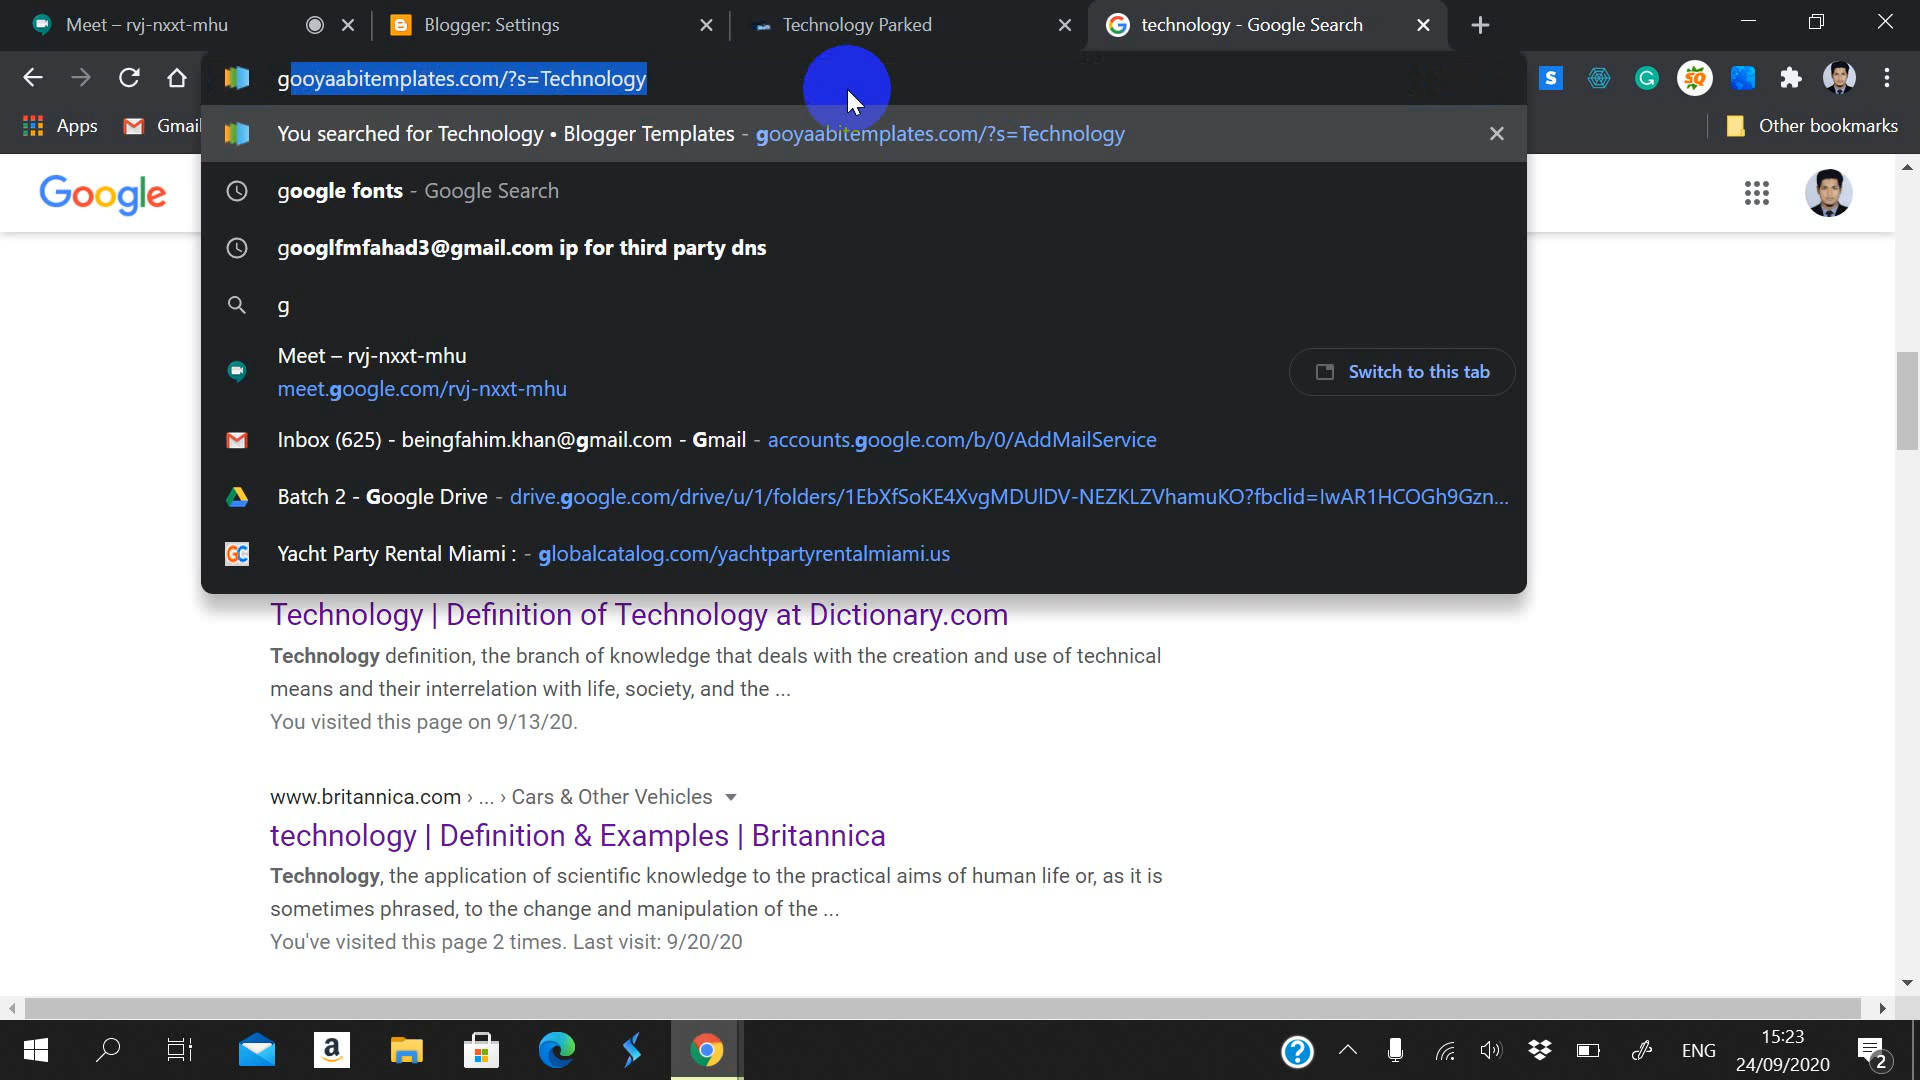 Meet – rvj-nxxt-mhu
Blogger: Settings
Technology Parked
technology - Google Search
gooyaabitemplates.com/?s=Technology
S
G
SQ
Apps
Gmail
Other bookmarks
You searched for Technology • Blogger Templates - gooyaabitemplates.com/?s=Technology
Google
google fonts - Google Search
googlfmfahad3@gmail.com ip for third party dns
g
Meet – rvj-nxxt-mhu
meet.google.com/rvj-nxxt-mhu
Switch to this tab
Inbox (625) - beingfahim.khan@gmail.com - Gmail - accounts.google.com/b/0/AddMailService
Batch 2 - Google Drive - drive.google.com/drive/u/1/folders/1EbXfSoKE4XvgMDUlDV-NEZKLZVhamuKO?fbclid=IwAR1HCOGh9Gzn...
GC
Yacht Party Rental Miami : - globalcatalog.com/yachtpartyrentalmiami.us
Technology | Definition of Technology at Dictionary.com
Technology definition, the branch of knowledge that deals with the creation and use of technical
means and their interrelation with life, society, and the ...
You visited this page on 9/13/20.
www.britannica.com › ... › Cars & Other Vehicles
technology | Definition & Examples | Britannica
Technology, the application of scientific knowledge to the practical aims of human life or, as it is
sometimes phrased, to the change and manipulation of the ...
You've visited this page 2 times. Last visit: 9/20/20
a
?
ENG
15:23
24/09/2020
2